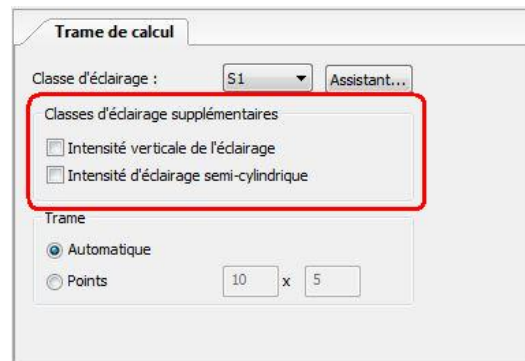 Trame de calcul
Classe d'éclairage : S1 Assistant...
Classes d'éclairage supplémentaires
Intensité verticale de l'éclairage
Intensité d'éclairage semi-cylindrique
Trame
Automatique
Points 10 x 5